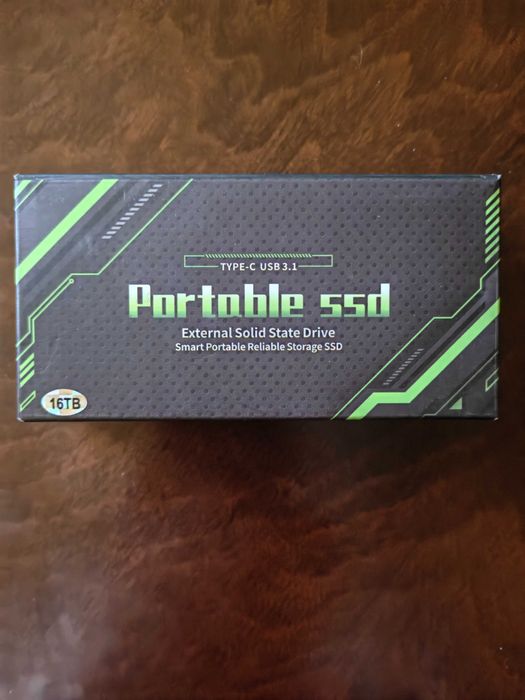 TYPE-C USB 3.1
Portable ssd
External Solid State Drive
Smart Portable Reliable Storage SSD
16TB